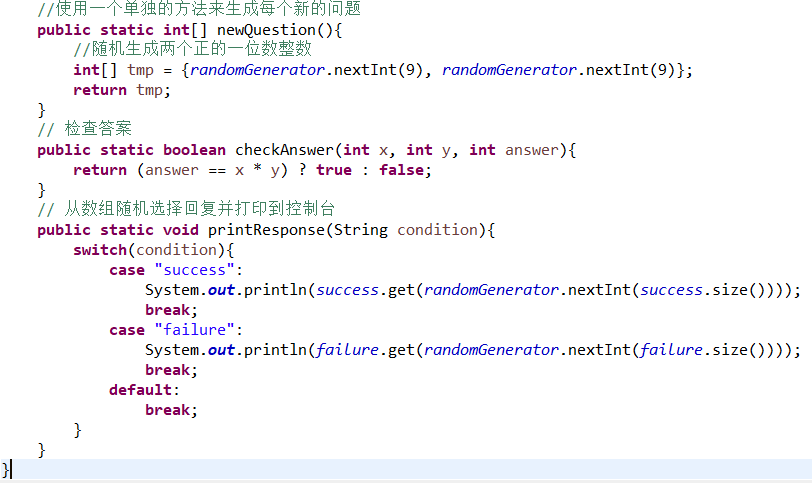 //使用一个单独的方法来生成每个新的问题
public static int[] newQuestion(){
//随机生成两个正的一位数整数
int[] tmp = {randomGenerator.nextInt(9), randomGenerator.nextInt(9)};
return tmp;
}
// 检查答案
public static boolean checkAnswer(int x, int y, int answer){
return (answer == x * y) ? true : false;
}
// 从数组随机选择回复并打印到控制台
public static void printResponse(String condition){
switch(condition){
case "success":
System.out.println(success.get(randomGenerator.nextInt(success.size())));
break;
case "failure":
System.out.println(failure.get(randomGenerator.nextInt(failure.size())));
break;
default:
break;
}
}
}